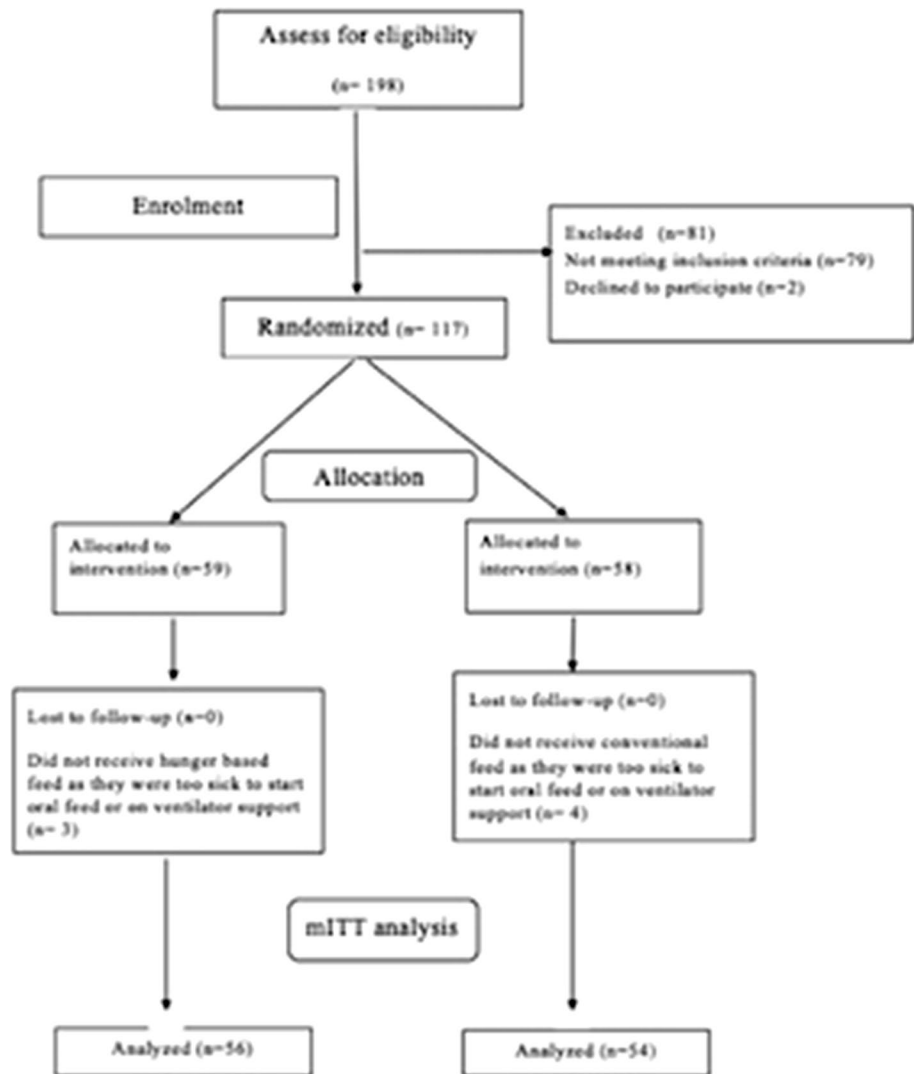 Assess for eligibility
(n= 198)
Enrolment
Excluded (n=81)
Not meeting inclusion criteria (n=79)
Declined to participate (n=2)
Randomized (n= 117)
Allocation
Allocated to
intervention (n=59)
Allocated to
intervention (n=58)
Lost to follow-up (n=0)
Did not receive hunger based
feed as they were too sick to start
oral feed or on ventilator support
(n= 3)
Lost to follow-up (n=0)
Did not receive conventional
feed as they were too sick to
start oral feed or on ventilator
support (n= 4)
mITT analysis
Analyzed (n=56)
Analyzed (n=54)